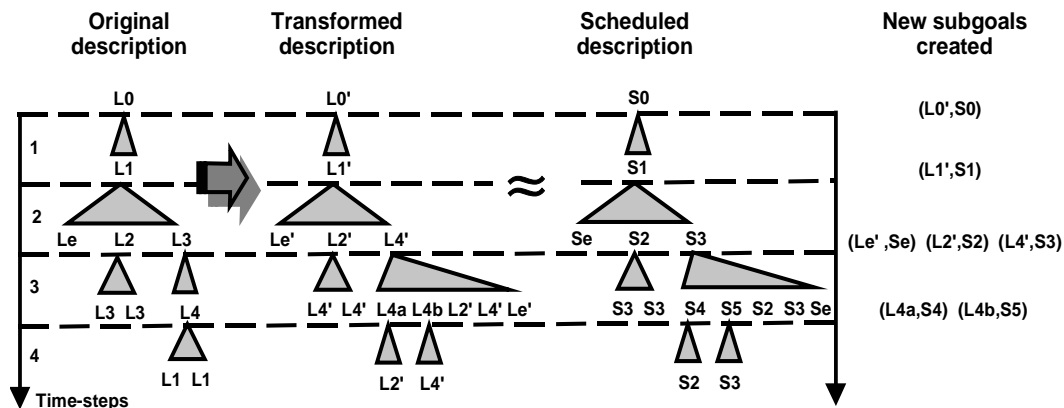 Original description
Transformed description
Scheduled description
New subgoals created
L0 L0' S0 (L0',S0)
1
L1 L1' S1 (L1',S1)
≈
2
Le L2 L3 Le' L2' L4' Se S2 S3 (Le' ,Se) (L2',S2) (L4',S3)
3
L3 L3 L4 L4' L4' L4a L4b L2' L4' Le' S3 S3 S4 S5 S2 S3 Se (L4a,S4) (L4b,S5)
4
L1 L1 L2' L4' S2 S3
Time-steps